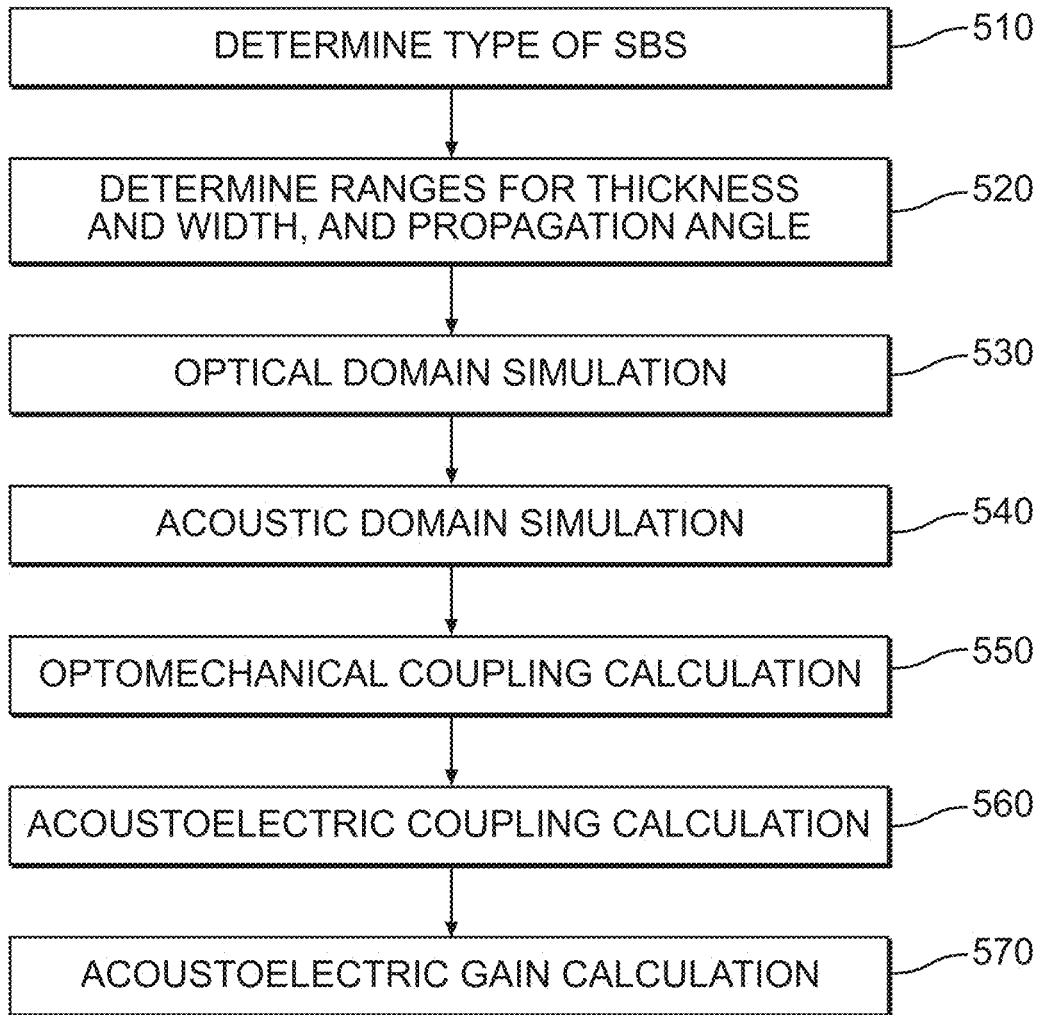 DETERMINE TYPE OF SBS
510
DETERMINE RANGES FOR THICKNESS
AND WIDTH, AND PROPAGATION ANGLE
520
OPTICAL DOMAIN SIMULATION
530
ACOUSTIC DOMAIN SIMULATION
540
OPTOMECHANICAL COUPLING CALCULATION
550
ACOUSTOELECTRIC COUPLING CALCULATION
560
ACOUSTOELECTRIC GAIN CALCULATION
570